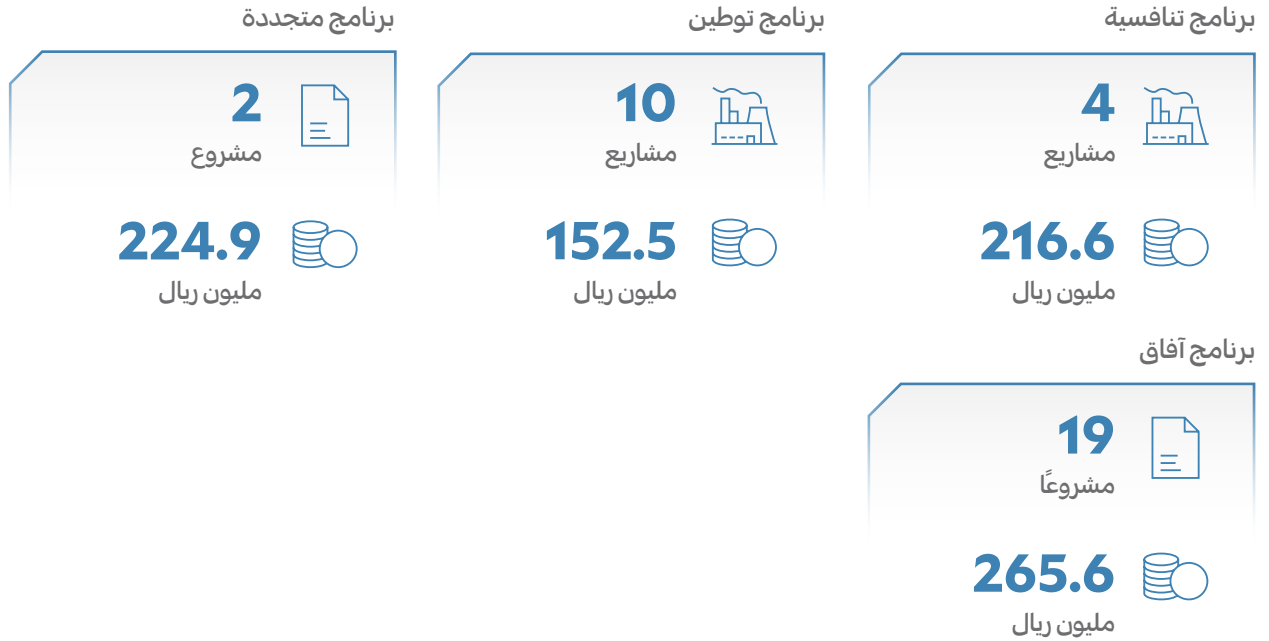 برنامج تنافسية
4
مشاريع
216.6
مليون ريال
برنامج توطين
10
مشاريع
152.5
مليون ريال
برنامج متجددة
2
مشروع
224.9
مليون ريال
برنامج آفاق
19
مشروعًا
265.6
مليون ريال